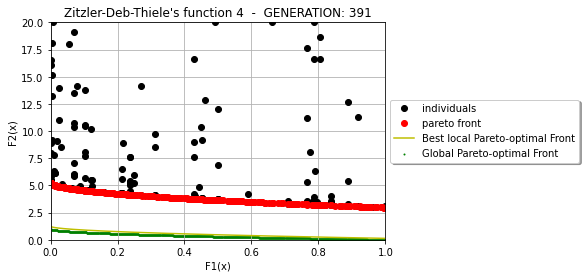 Zitzler-Deb-Thiele's function 4 - GENERATION: 391
20.0
17.5
15.0
12.5
10.0
7.5
5.0
2.5
0.0
F2(x)
0.0 0.2 0.4 0.6 0.8 1.0
F1(x)
individuals
pareto front
Best local Pareto-optimal Front
Global Pareto-optimal Front